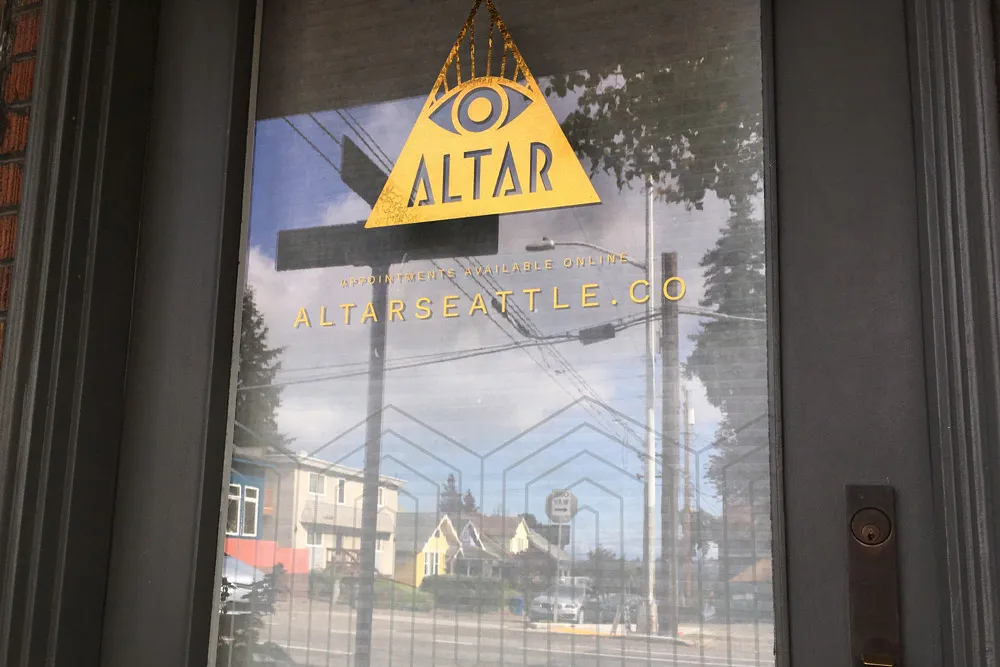 ALTAR
APPOINTMENTS AVAILABLE ONLINE
ALTARSEATTLE.CO